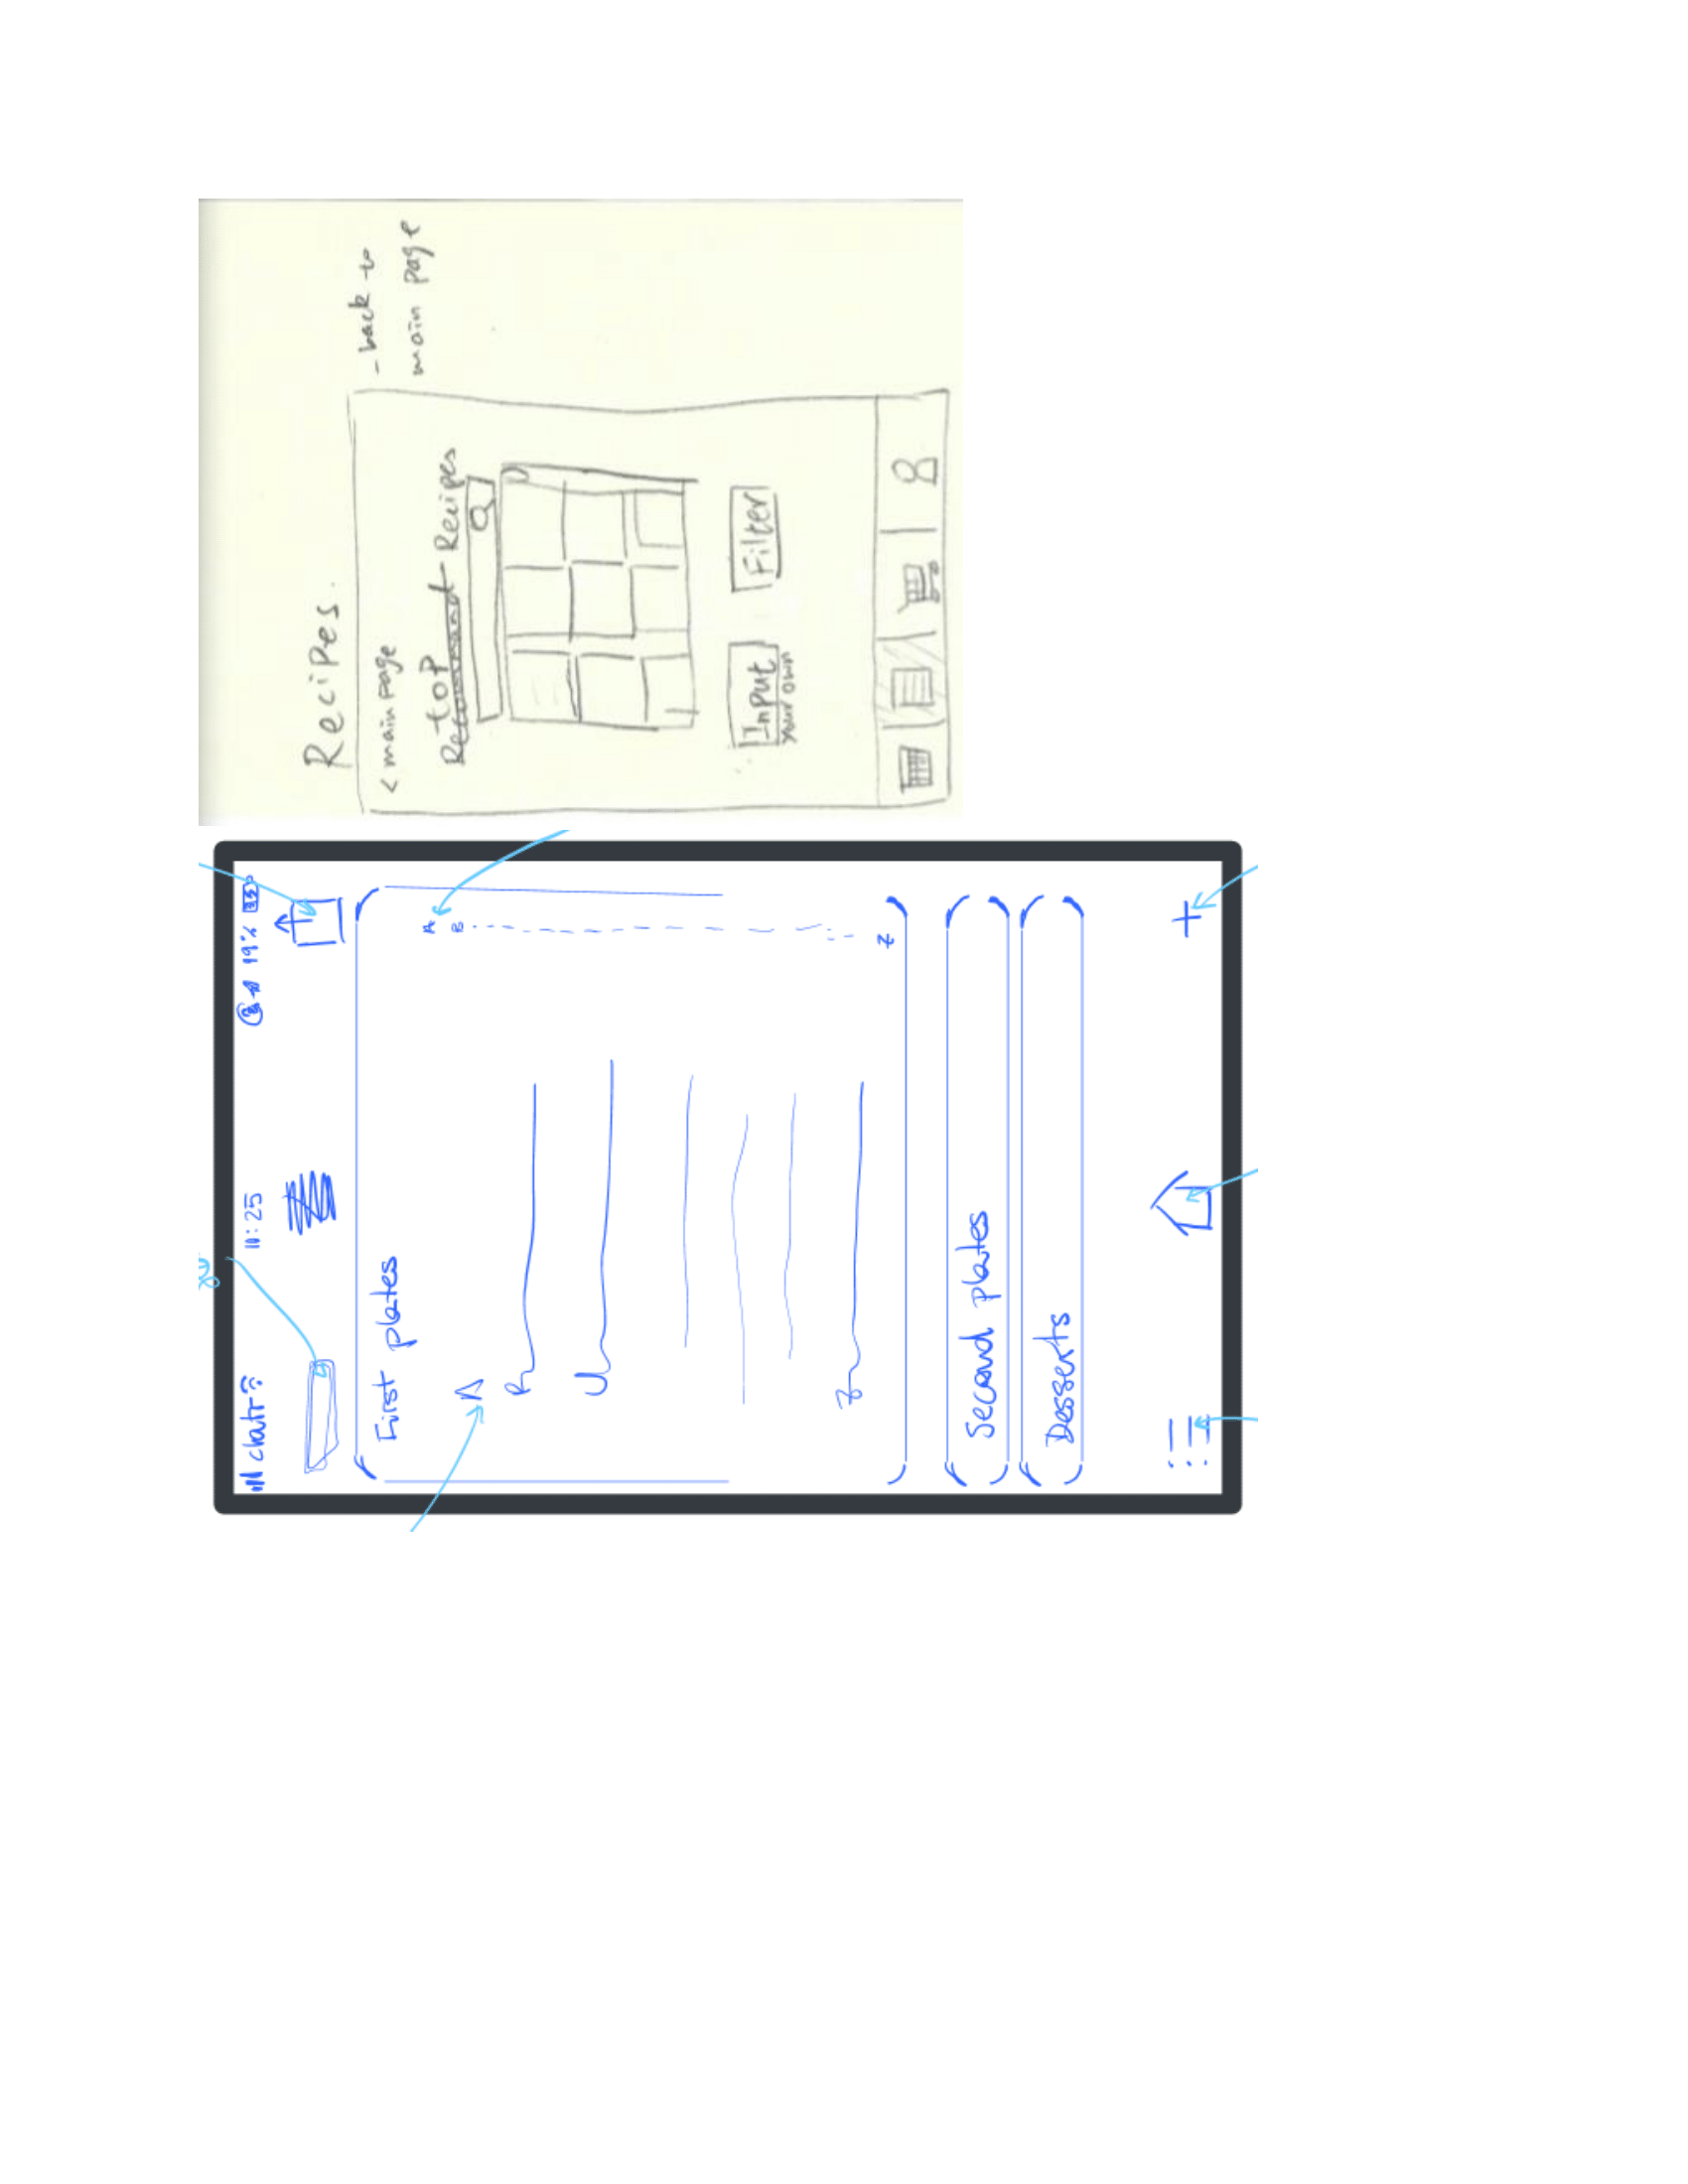 Recipes.
- back to
main page
< main page
top
Recommand Recipes
Input
your own
Filter
chatr
11:25
19%
First plates
A
B
Z
A
Second plates
Desserts